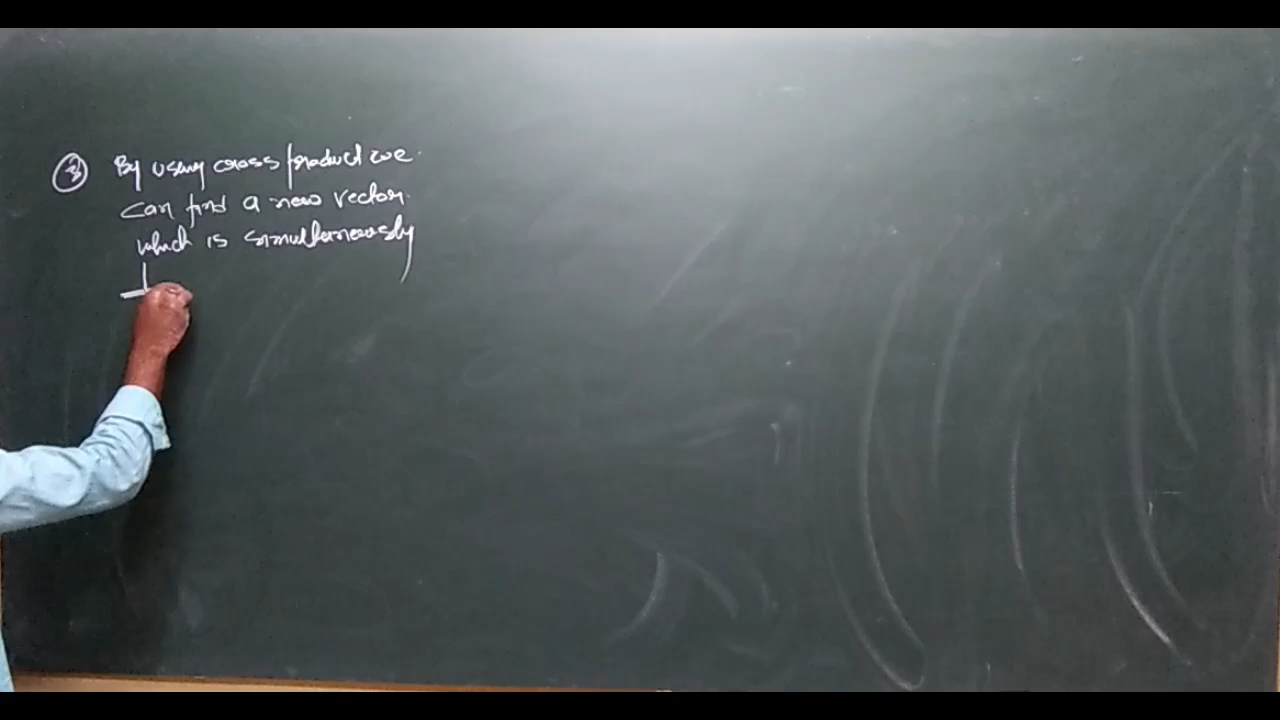 ③ By using cross product we
can find a new vector
which is simultaneously
⊥